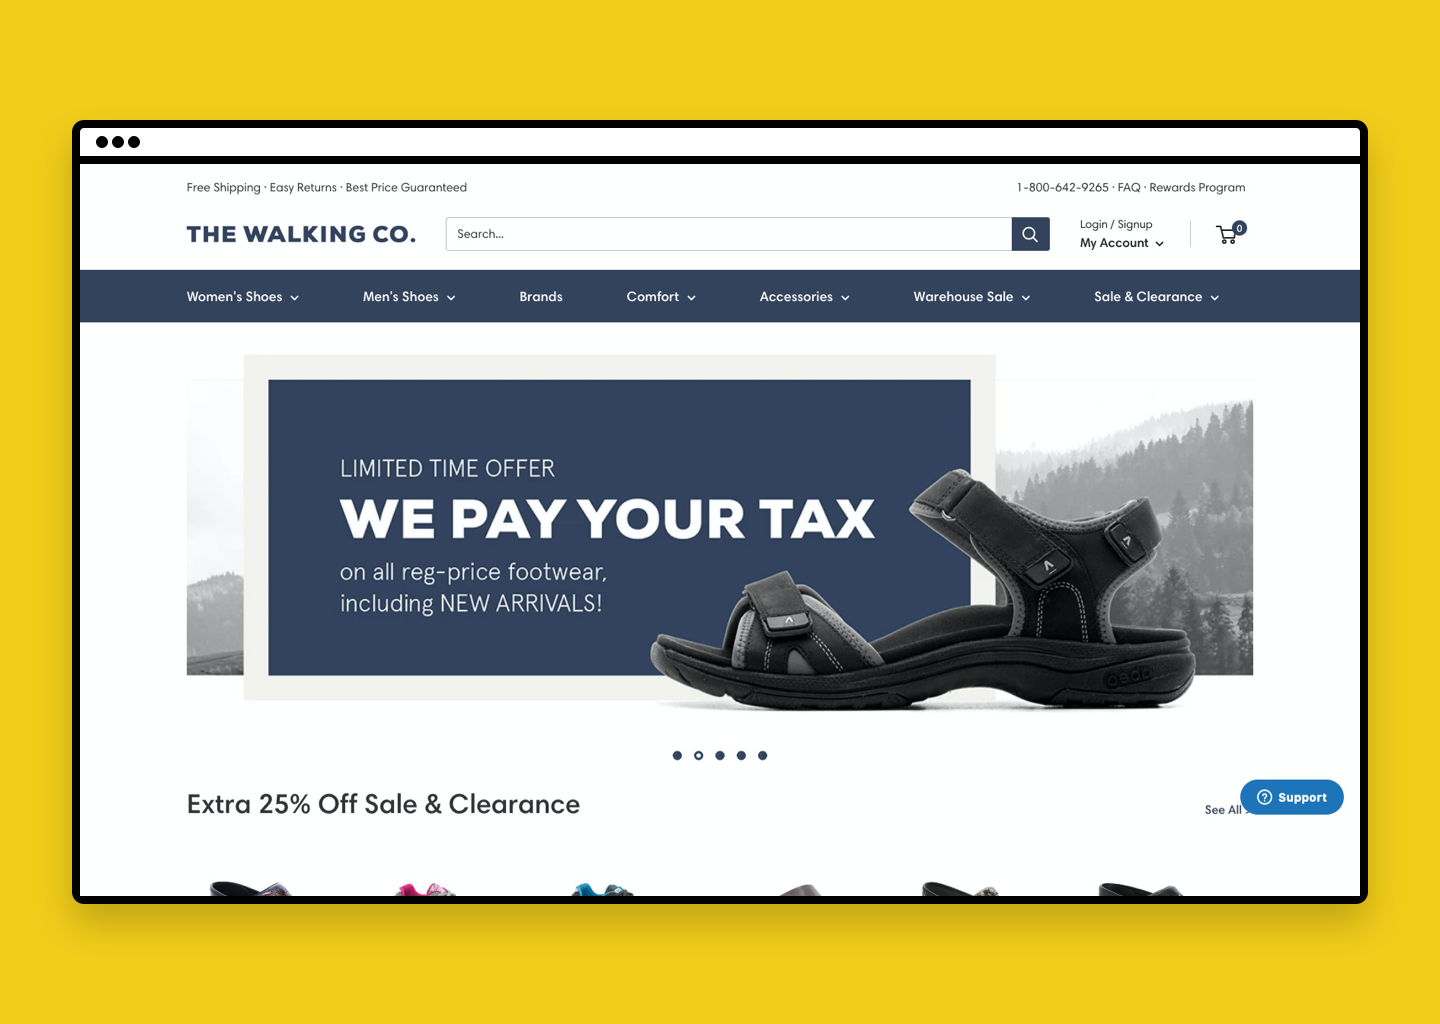 Free Shipping · Easy Returns · Best Price Guaranteed
1-800-642-9265 · FAQ · Rewards Program
THE WALKING CO.
Search...
Login / Signup
My Account
0
Women's Shoes
Men's Shoes
Brands
Comfort
Accessories
Warehouse Sale
Sale & Clearance
LIMITED TIME OFFER
WE PAY YOUR TAX
on all reg-price footwear,
including NEW ARRIVALS!
Extra 25% Off Sale & Clearance
See All
Support